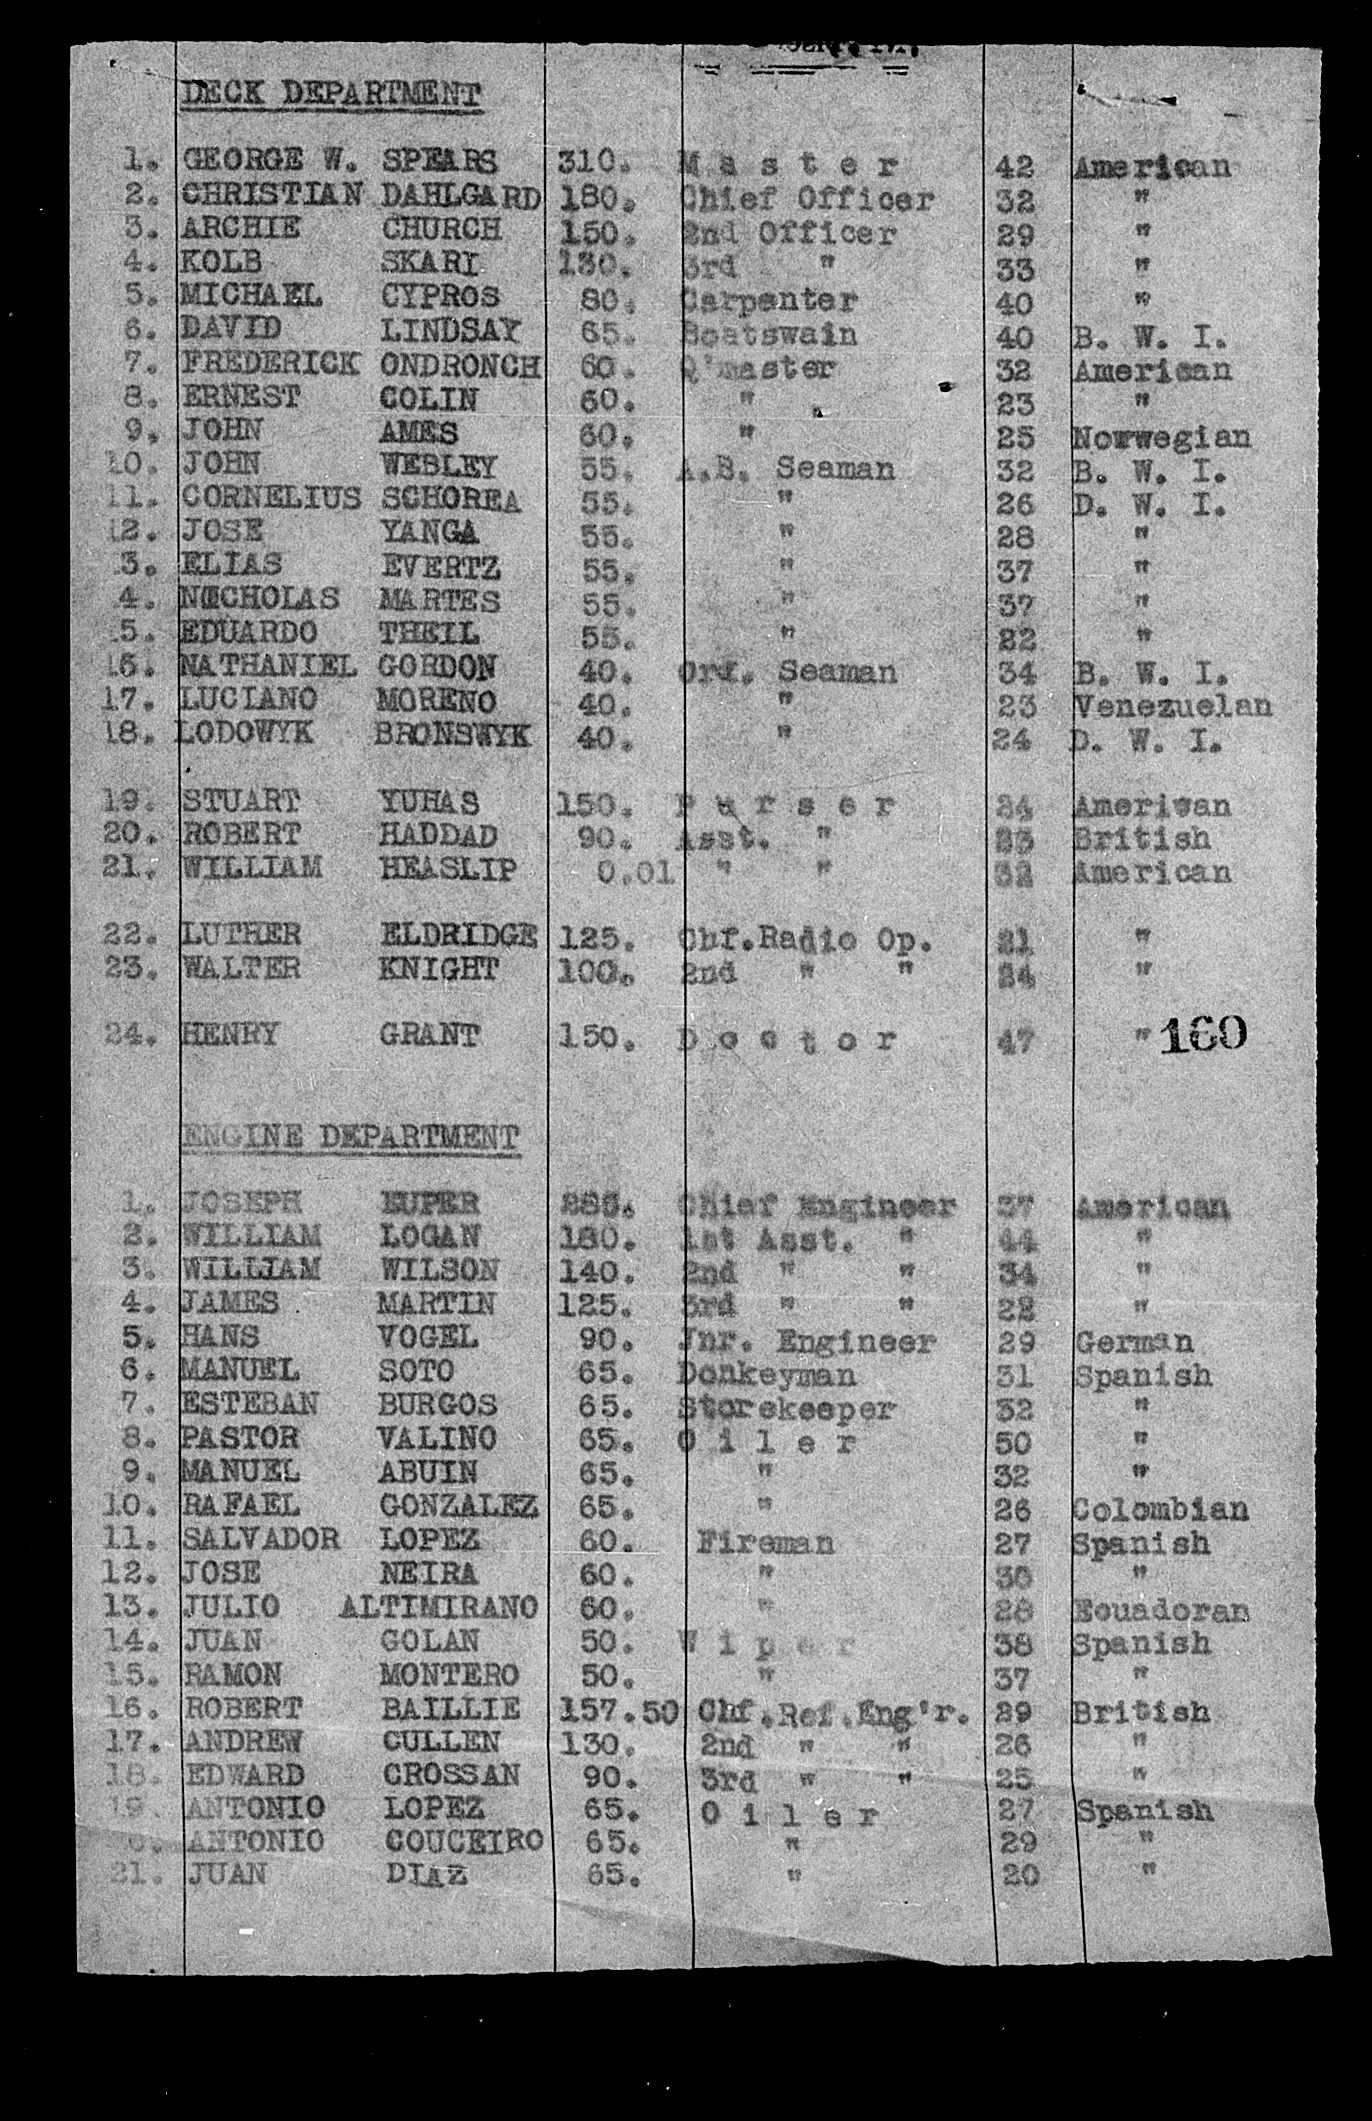 DECK DEPARTMENT
1. GEORGE W. SPEARS 310. M a s t e r 42 American
2. CHRISTIAN DAHLGARD 180. Chief Officer 32 "
3. ARCHIE CHURCH 150. 2nd Officer 29 "
4. KOLB SKARI 130. 3rd " 33 "
5. MICHAEL CYPROS 80. Carpenter 40 "
6. DAVID LINDSAY 65. Boatswain 40 B. W. I.
7. FREDERICK ONDRONCH 60. Q'master 32 American
8. ERNEST COLIN 60. " 23 "
9. JOHN AMES 60. " 25 Norwegian
10. JOHN WEBLEY 55. A.B. Seaman 32 B. W. I.
11. CORNELIUS SCHOREA 55. " 26 D. W. I.
12. JOSE YANGA 55. " 28 "
3. ELIAS EVERTZ 55. " 37 "
4. NICHOLAS MARTES 55. " 37 "
5. EDUARDO THEIL 55. " 22 "
16. NATHANIEL GORDON 40. Ord. Seaman 34 B. W. I.
17. LUCIANO MORENO 40. " 23 Venezuelan
18. LODOWYK BRONSWYK 40. " 24 D. W. I.
19. STUART YUHAS 150. P u r s e r 24 Ameriwan
20. ROBERT HADDAD 90. Asst. " 23 British
21. WILLIAM HEASLIP 0.01 " " 32 American
22. LUTHER ELDRIDGE 125. Chf.Radio Op. 21 "
23. WALTER KNIGHT 100. 2nd " " 24 "
24. HENRY GRANT 150. D o c t o r 47 " 160
ENGINE DEPARTMENT
1. JOSEPH EUPER 285. Chief Engineer 37 American
2. WILLIAM LOGAN 180. 1st Asst. " 44 "
3. WILLIAM WILSON 140. 2nd " " 34 "
4. JAMES MARTIN 125. 3rd " " 22 "
5. HANS VOGEL 90. Jnr. Engineer 29 German
6. MANUEL SOTO 65. Donkeyman 31 Spanish
7. ESTEBAN BURGOS 65. Storekeeper 32 "
8. PASTOR VALINO 65. O i l e r 50 "
9. MANUEL ABUIN 65. " 32 "
10. RAFAEL GONZALEZ 65. " 26 Colombian
11. SALVADOR LOPEZ 60. Fireman 27 Spanish
12. JOSE NEIRA 60. " 30 "
13. JULIO ALTIMIRANO 60. " 28 Ecuadoran
14. JUAN GOLAN 50. W i p e r 38 Spanish
15. RAMON MONTERO 50. " 37 "
16. ROBERT BAILLIE 157.50 Chf.Ref.Eng'r. 29 British
17. ANDREW CULLEN 130. 2nd " " 26 "
18. EDWARD CROSSAN 90. 3rd " " 25 "
19. ANTONIO LOPEZ 65. O i l e r 27 Spanish
0. ANTONIO COUCEIRO 65. " 29 "
21. JUAN DIAZ 65. " 20 "